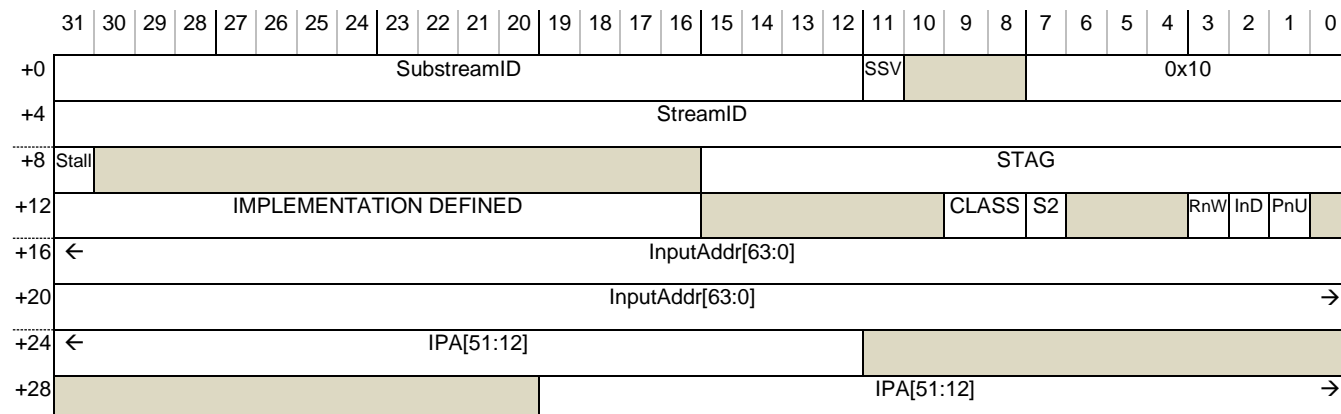 31 30 29 28 27 26 25 24 23 22 21 20 19 18 17 16 15 14 13 12 11 10 9 8 7 6 5 4 3 2 1 0
+0 SubstreamID SSV 0x10
+4 StreamID
+8 Stall STAG
+12 IMPLEMENTATION DEFINED CLASS S2 RnW InD PnU
+16 ← InputAddr[63:0]
+20 InputAddr[63:0] →
+24 ← IPA[51:12]
+28 IPA[51:12] →